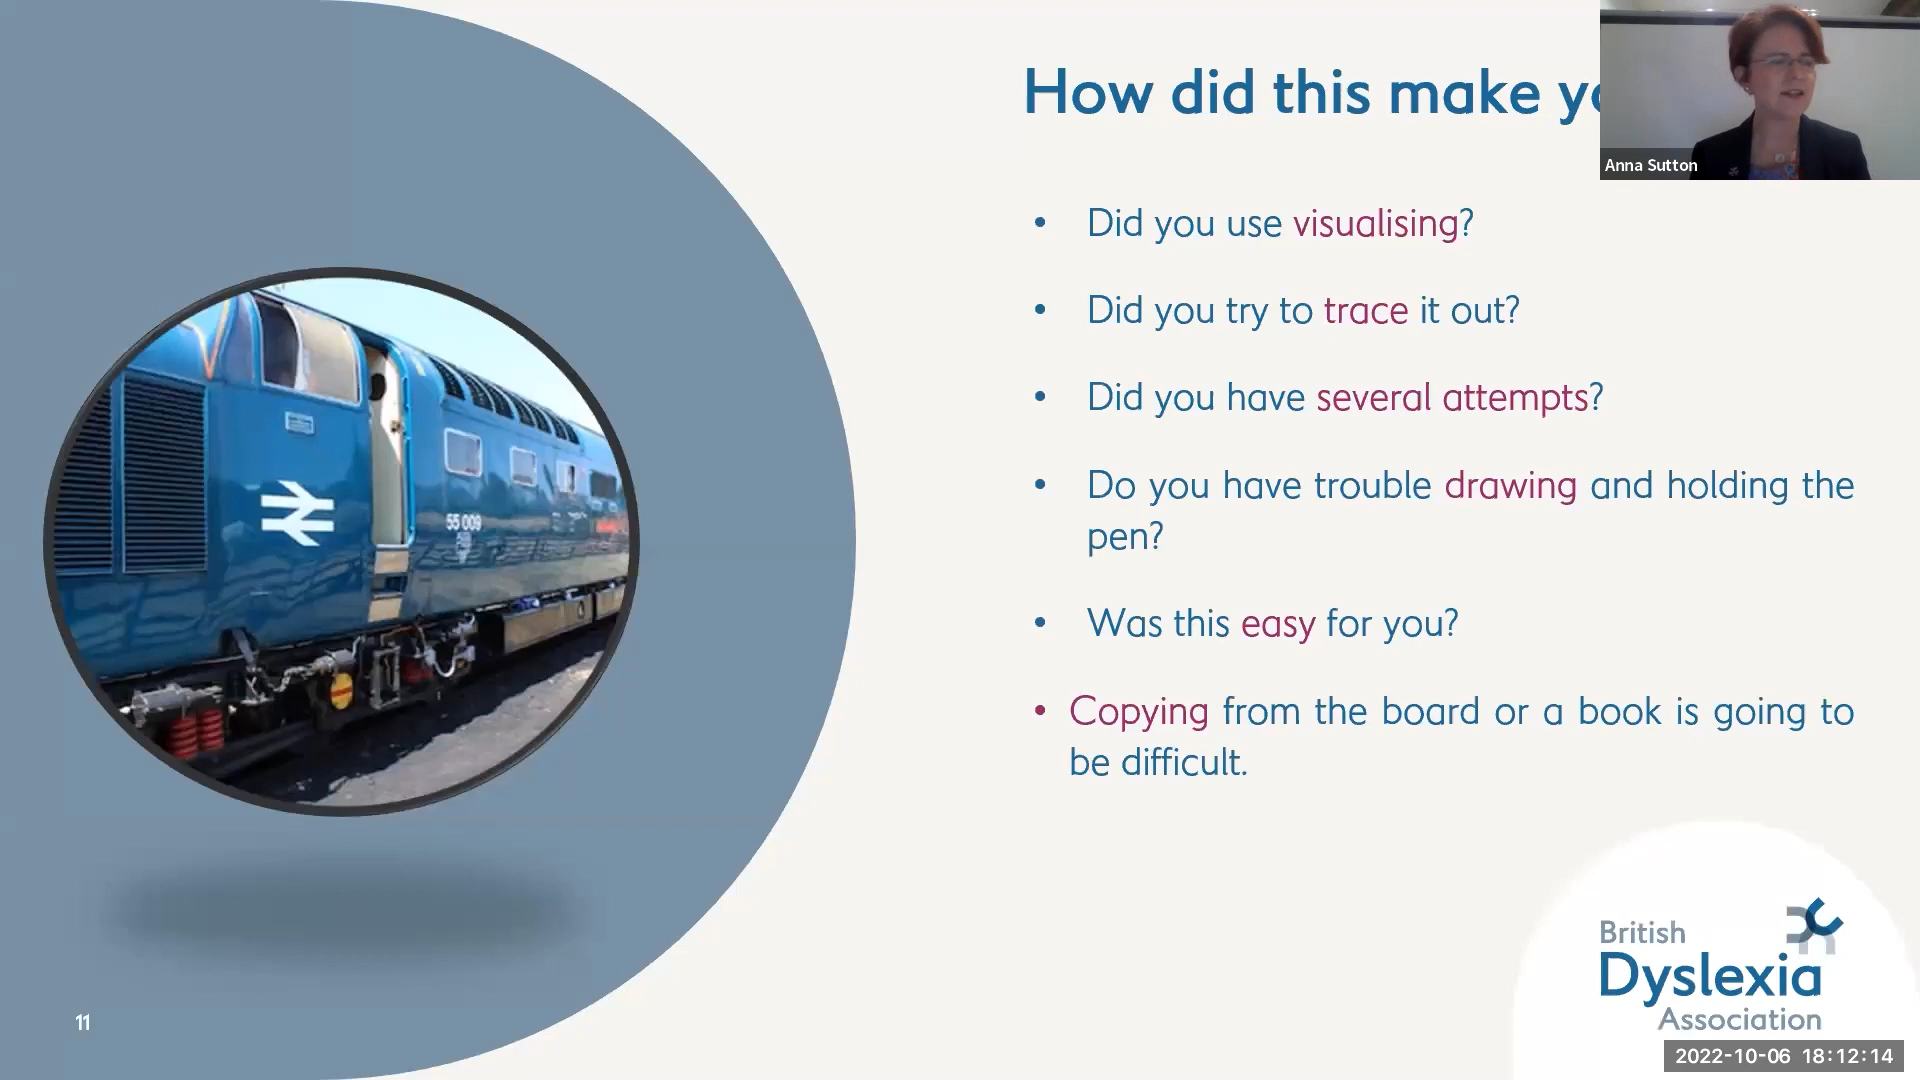 How did this make yo
Anna Sutton
• Did you use visualising?
• Did you try to trace it out?
• Did you have several attempts?
• Do you have trouble drawing and holding the
pen?
• Was this easy for you?
• Copying from the board or a book is going to
be difficult.
55 009
British
Dyslexia
Association
11
2022-10-06 18:12:14